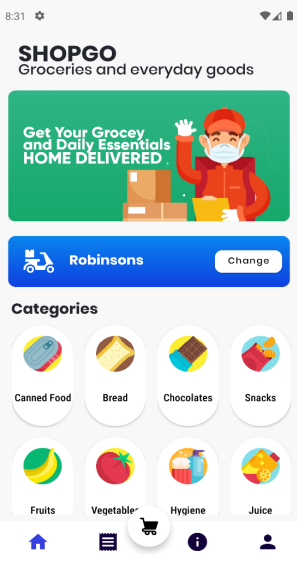 8:31
SHOPGO
Groceries and everyday goods
Get Your Grocey
and Daily Essentials
HOME DELIVERED
Robinsons
Change
Categories
Canned Food
Bread
Chocolates
Snacks
Fruits
Vegetables
Hygiene
Juice